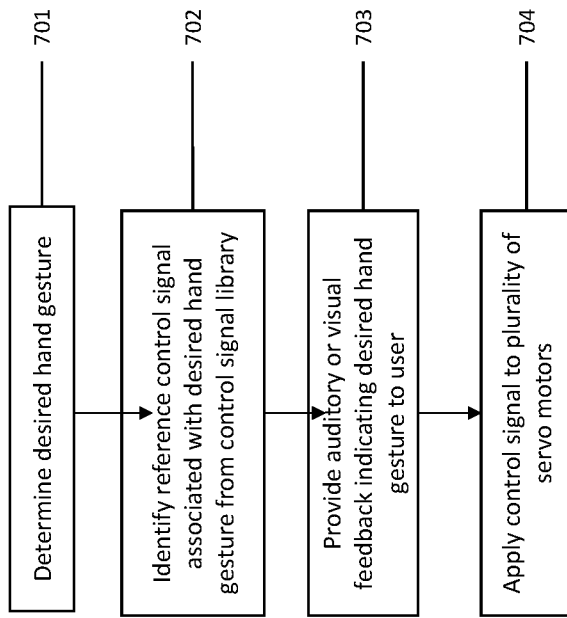 Determine desired hand gesture
701
Identify reference control signal
associated with desired hand
gesture from control signal library
702
Provide auditory or visual
feedback indicating desired hand
gesture to user
703
Apply control signal to plurality of
servo motors
704